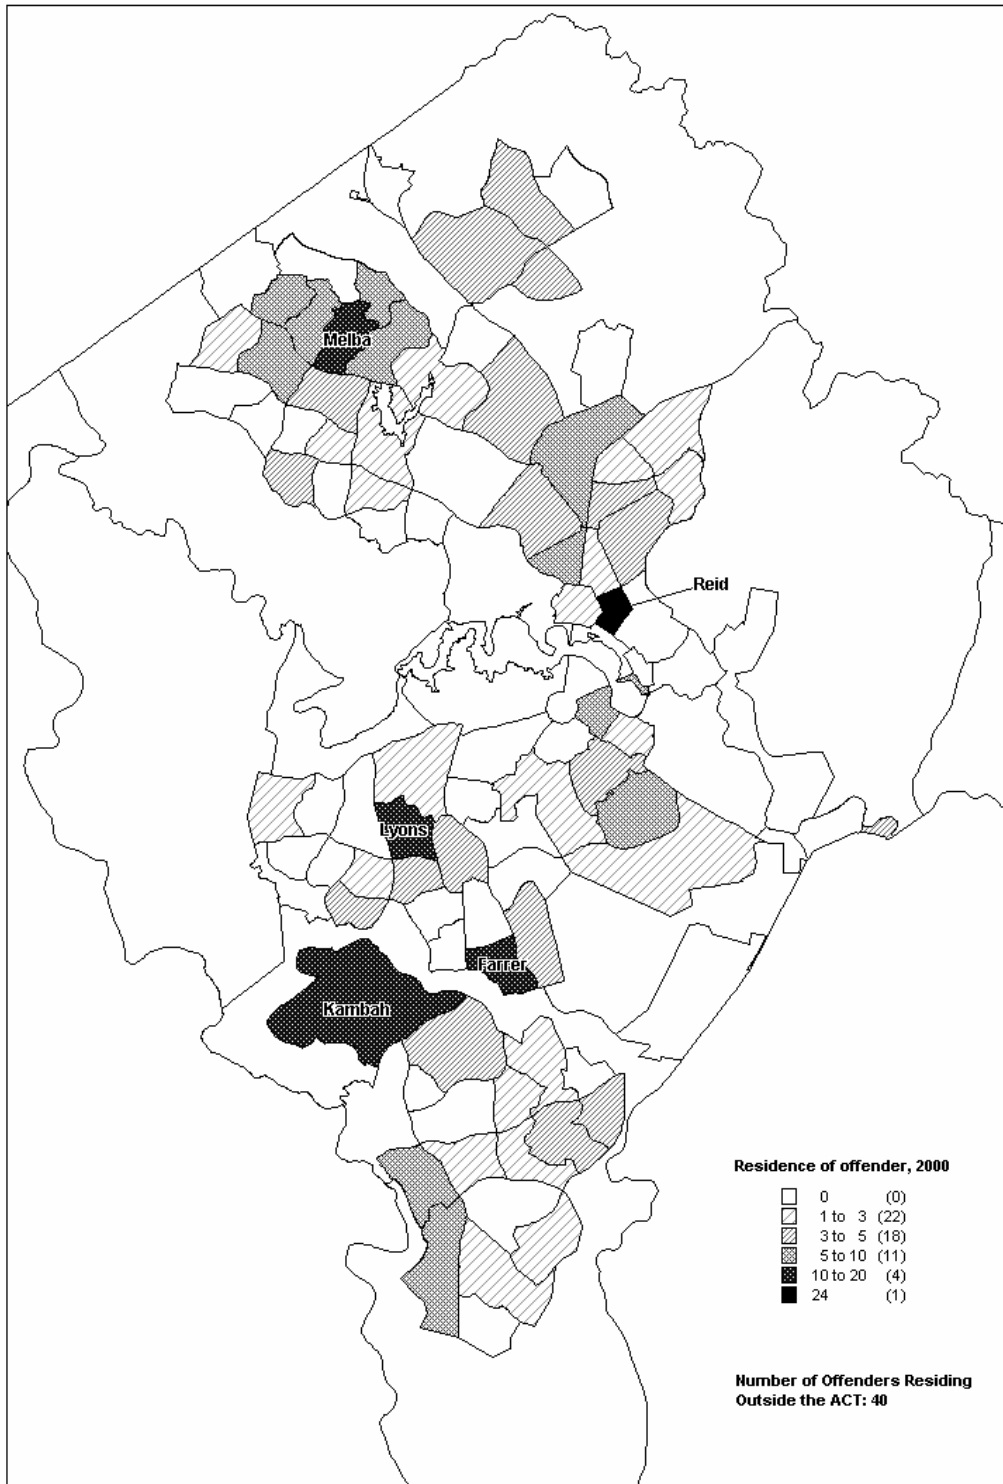 Melba
Reid
Lyons
Farrer
Kambah
Residence of offender, 2000
0 (0)
1 to 3 (22)
3 to 5 (18)
5 to 10 (11)
10 to 20 (4)
24 (1)
Number of Offenders Residing
Outside the ACT: 40